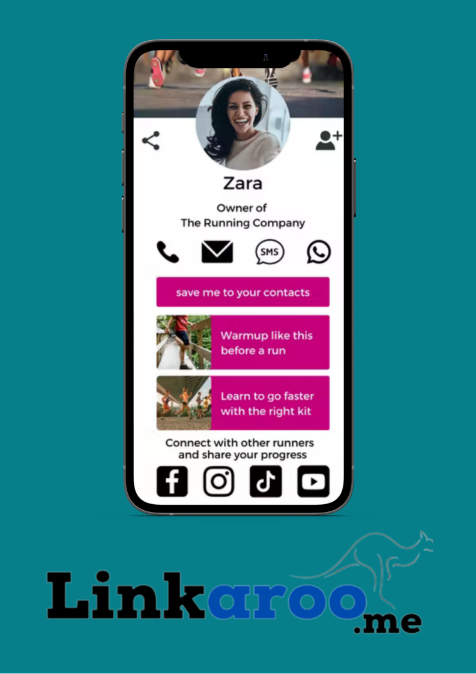 Zara
Owner of
The Running Company
SMS
save me to your contacts
Warmup like this
before a run
Learn to go faster
with the right kit
Connect with other runners
and share your progress
Linkaroo
.me